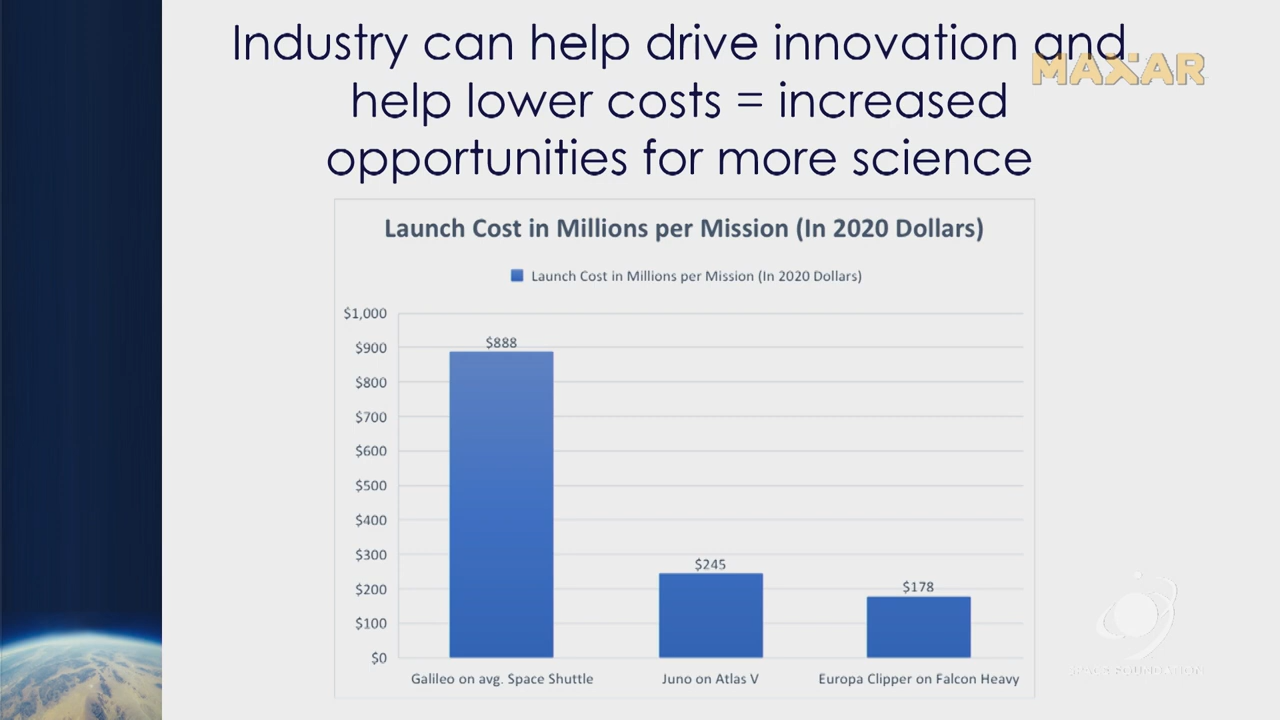 Industry can help drive innovation and
MAXAR
help lower costs = increased
opportunities for more science
Launch Cost in Millions per Mission (In 2020 Dollars)
Launch Cost in Millions per Mission (In 2020 Dollars)
$1,000
$900
$800
$700
$600
$500
$400
$300
$200
$100
$0
$888
$245
$178
Galileo on avg. Space Shuttle
Juno on Atlas V
Europa Clipper on Falcon Heavy
SPACE FOUNDATION